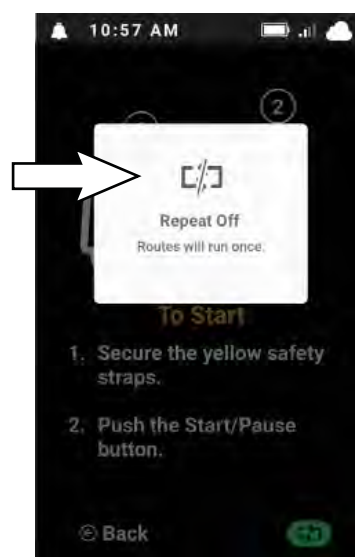 10:57 AM
2
Repeat Off
Routes will run once.
To Start
1. Secure the yellow safety
straps.
2. Push the Start/Pause
button.
Back